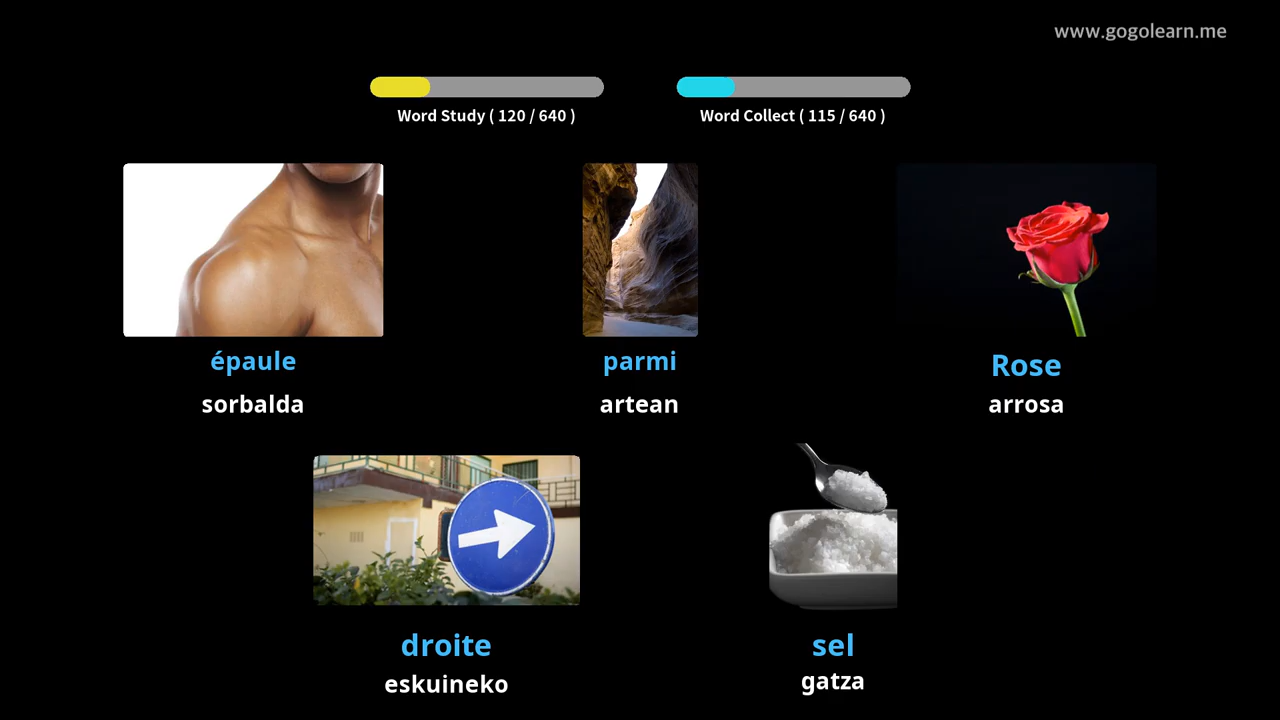 www.gogolearn.me
Word Study ( 120 / 640 )
Word Collect ( 115 / 640 )
épaule
sorbalda
parmi
artean
Rose
arrosa
droite
eskuineko
sel
gatza